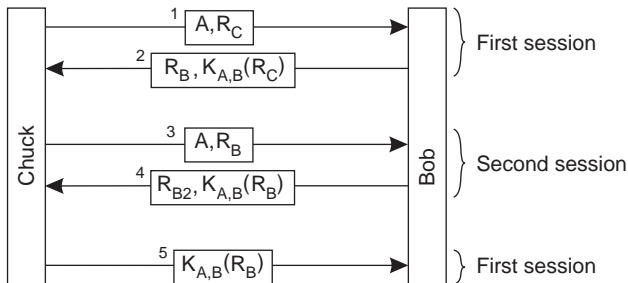 1 A,R_C
First session
2 R_B, K_A,B(R_C)
Chuck
Bob
3 A,R_B
Second session
4 R_B2, K_A,B(R_B)
5 K_A,B(R_B)
First session